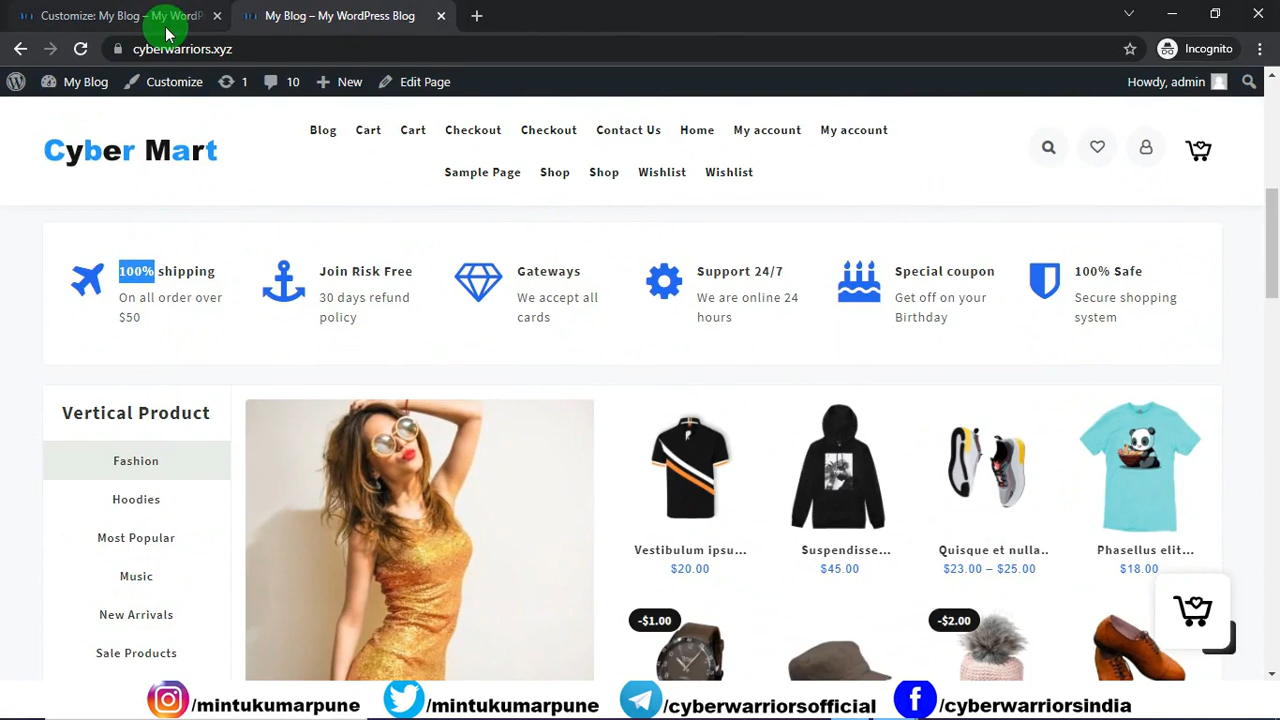 Customize: My Blog – My WordP
My Blog – My WordPress Blog
cyberwarriors.xyz
Incognito
My Blog
Customize
1
10
New
Edit Page
Howdy, admin
Cyber Mart
Blog Cart Cart Checkout Checkout Contact Us Home My account My account
Sample Page Shop Shop Wishlist Wishlist
100% shipping
On all order over
$50
Join Risk Free
30 days refund
policy
Gateways
We accept all
cards
Support 24/7
We are online 24
hours
Special coupon
Get off on your
Birthday
100% Safe
Secure shopping
system
Vertical Product
Fashion
Hoodies
Most Popular
Music
New Arrivals
Sale Products
Vestibulum ipsu...
$20.00
Suspendisse...
$45.00
Quisque et nulla..
$23.00 – $25.00
Phasellus elit...
$18.00
-$1.00
-$2.00
/mintukumarpune
/mintukumarpune
/cyberwarriorsofficial
/cyberwarriorsindia